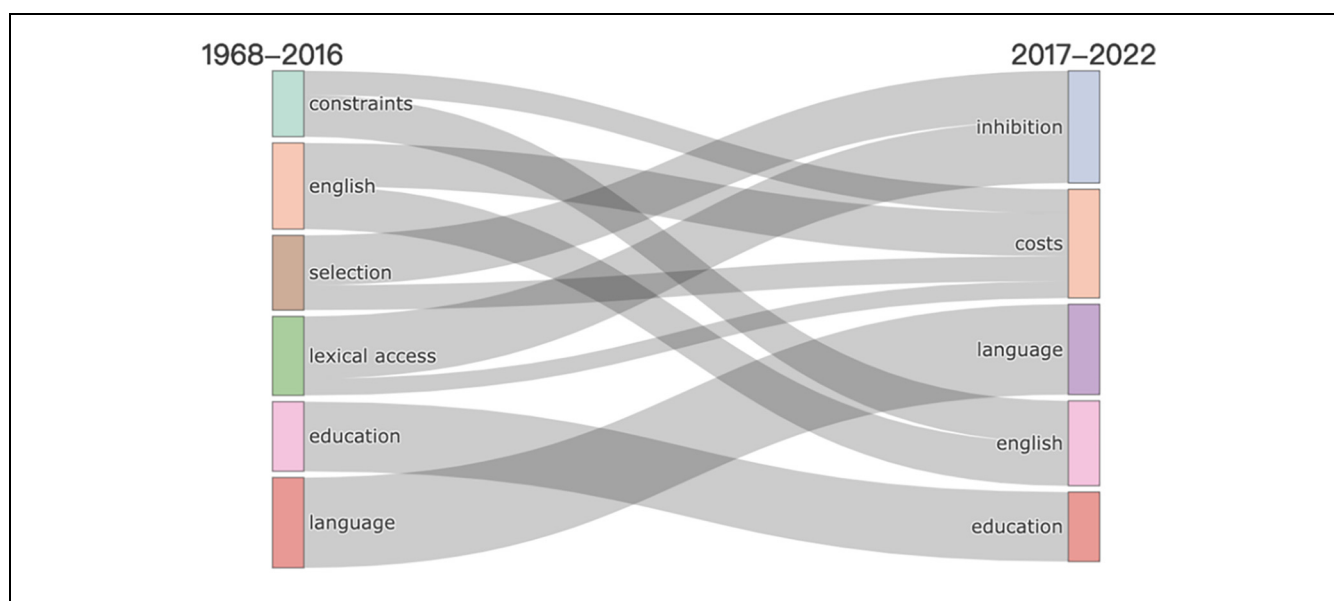 1968–2016
2017–2022
constraints
english
selection
lexical access
education
language
inhibition
costs
language
english
education